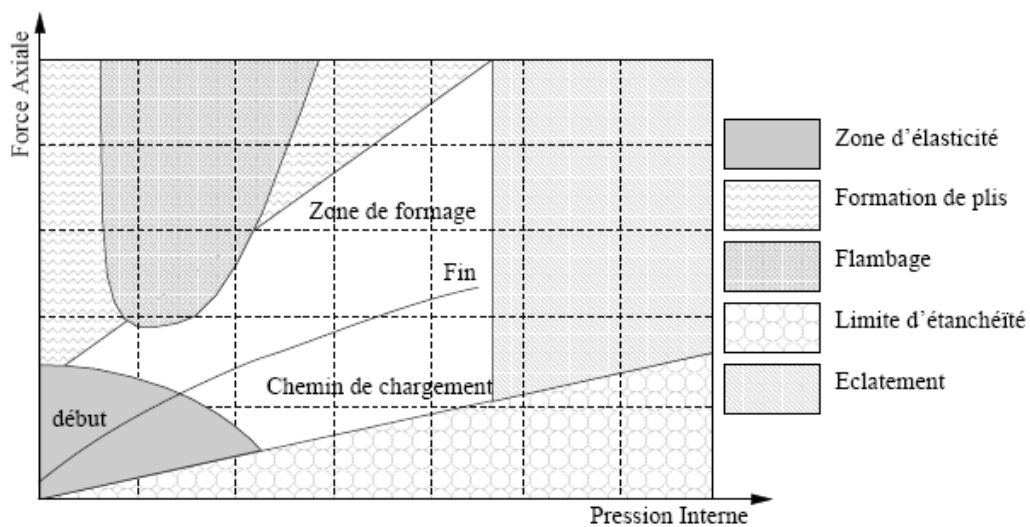 Force Axiale
Zone de formage
Fin
Chemin de chargement
début
Pression Interne
Zone d'élasticité
Formation de plis
Flambage
Limite d'étanchéïté
Eclatement